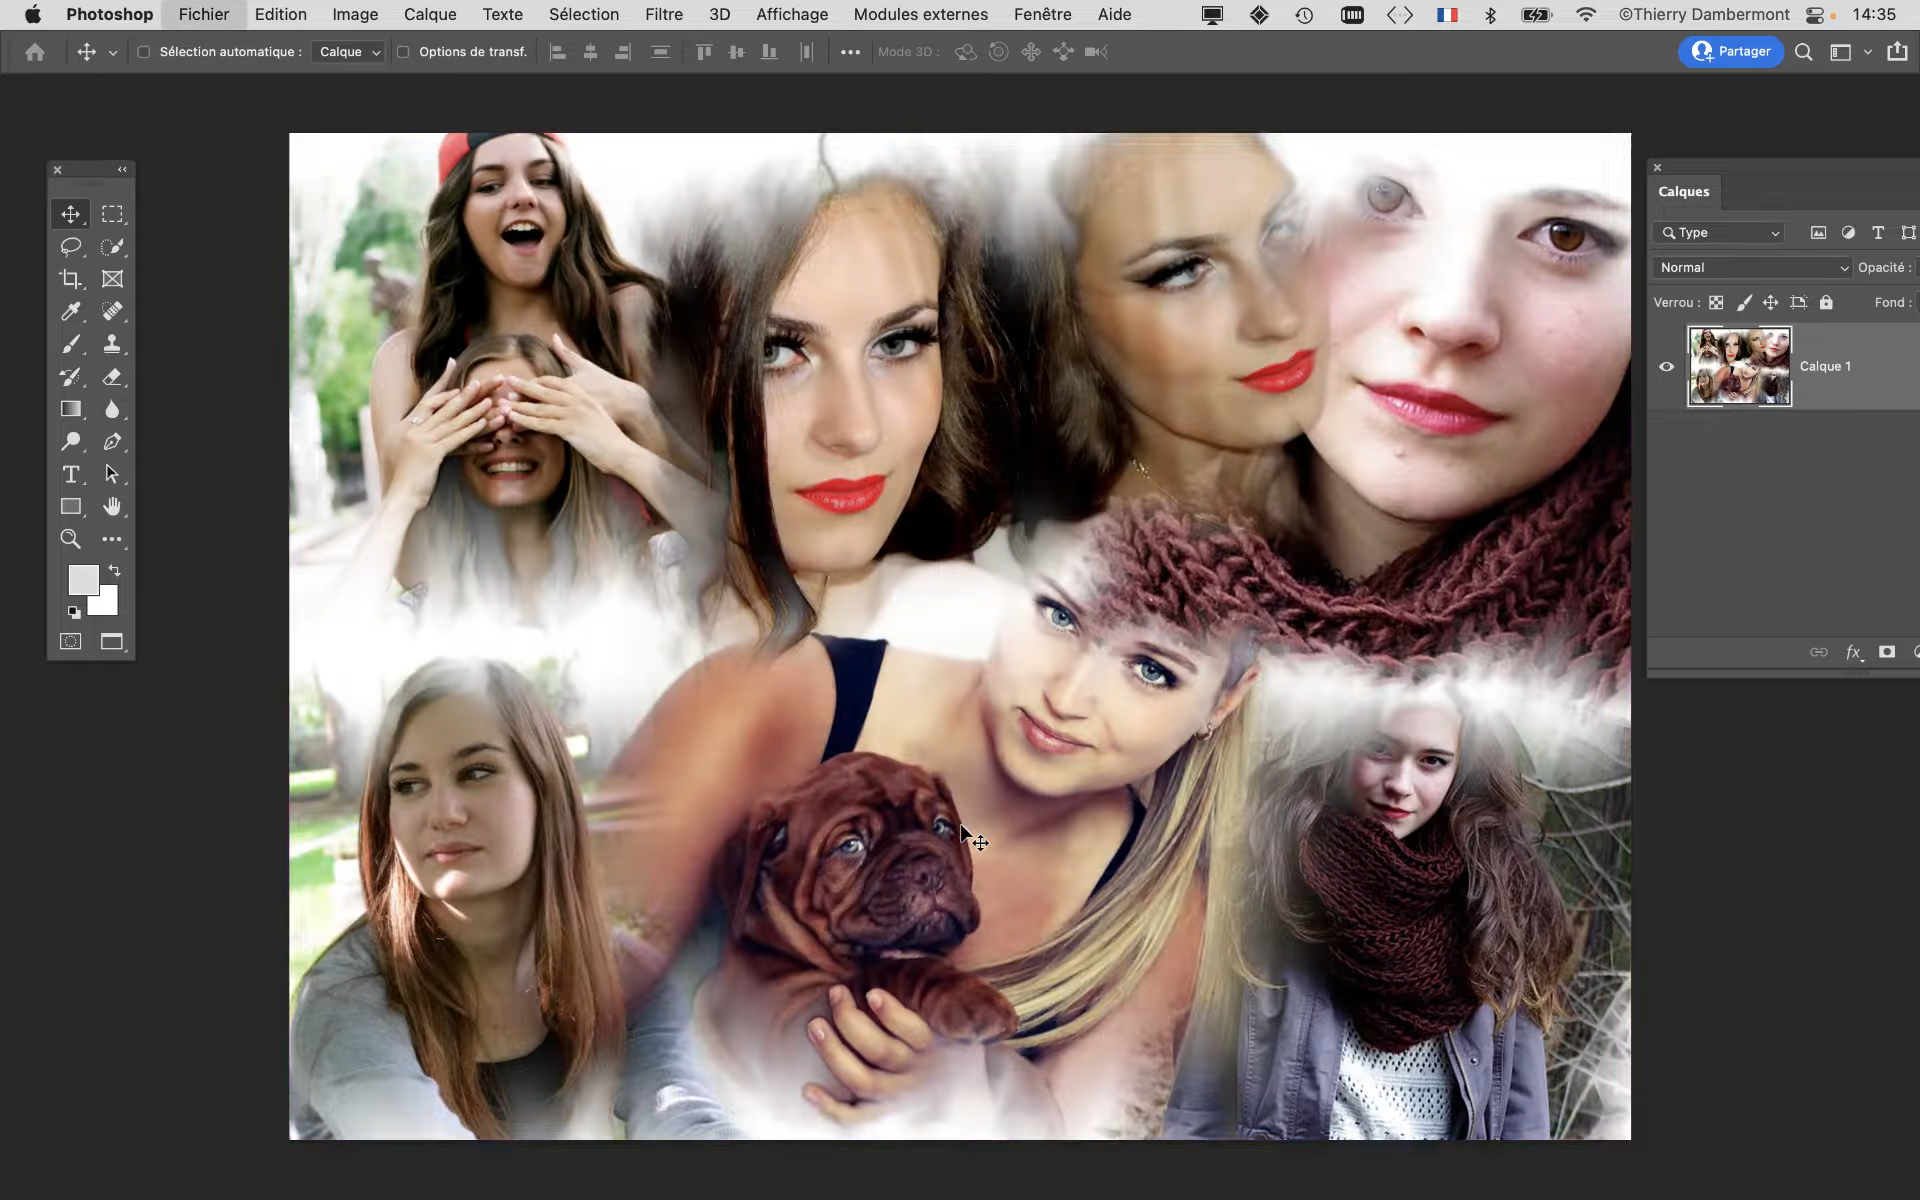 Photoshop Fichier Edition Image Calque Texte Sélection Filtre 3D Affichage Modules externes Fenêtre Aide ©Thierry Dambermont 14:35
Sélection automatique : Calque Options de transf. Mode 3D : Partager
Calques
Type
Normal Opacité :
Verrou : Fond :
Calque 1
fx